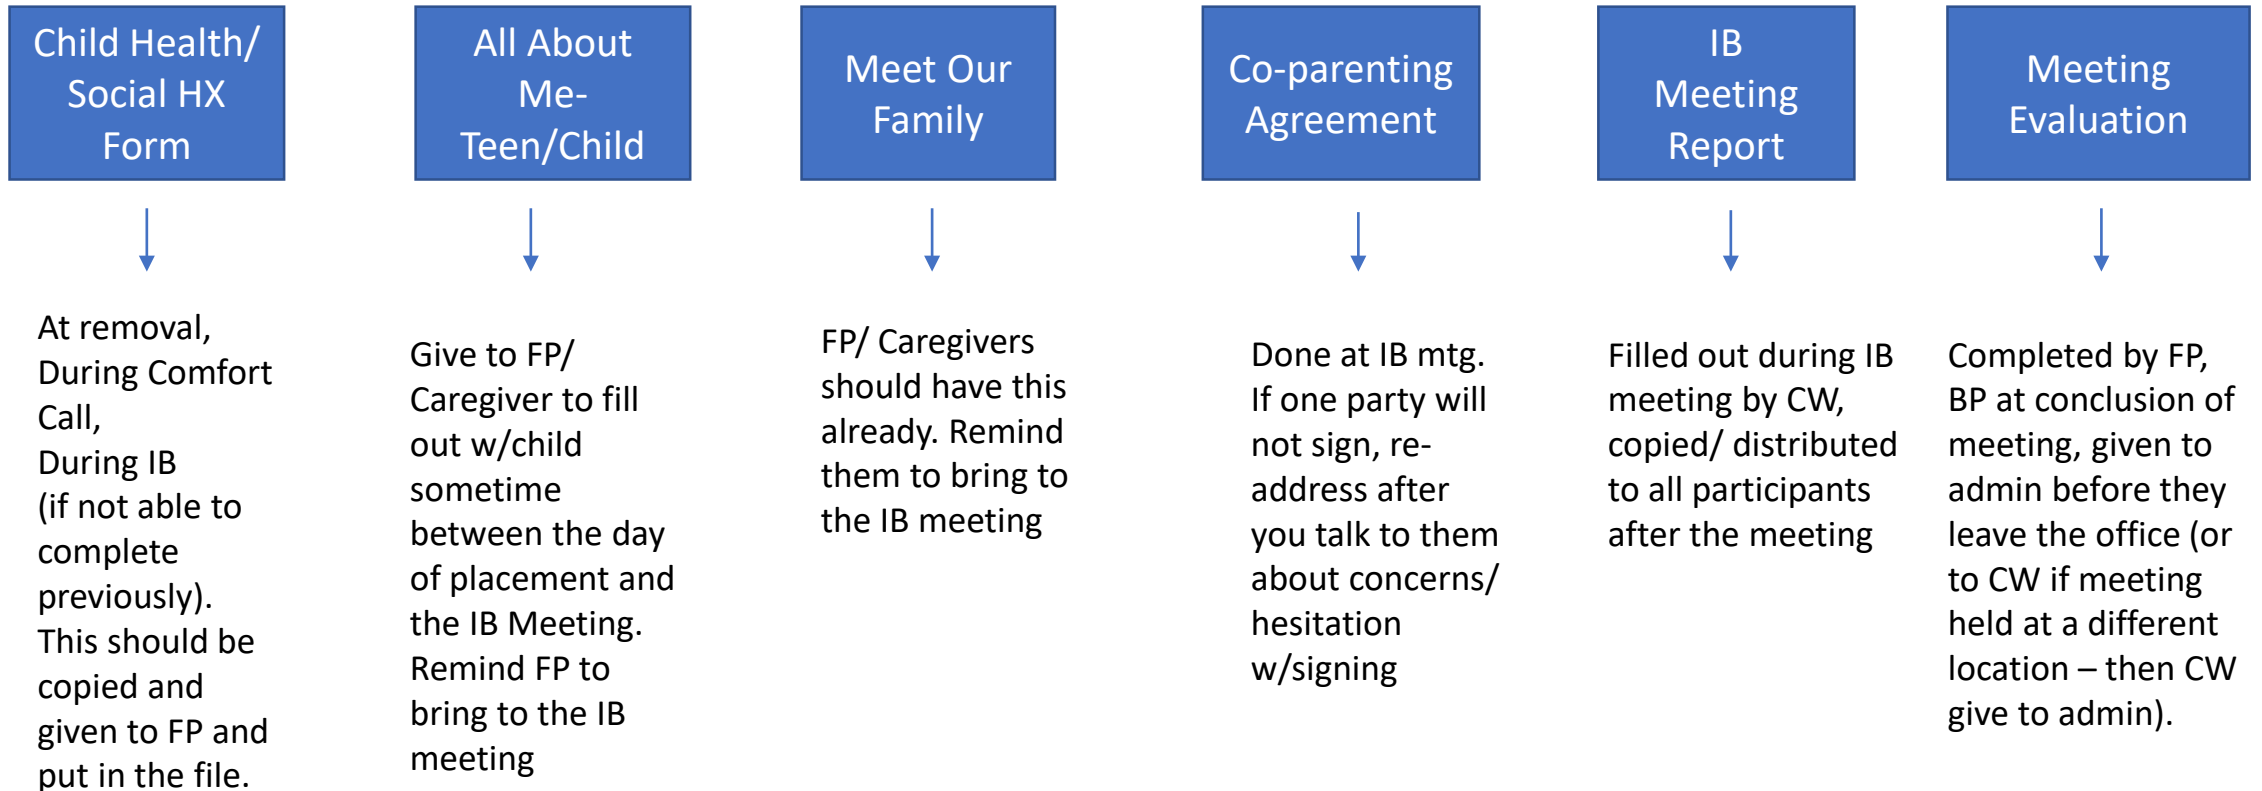 Child Health/
Social HX
Form
At removal,
During Comfort
Call,
During IB
(if not able to
complete
previously).
This should be
copied and
given to FP and
put in the file.
All About
Me-
Teen/Child
Give to FP/
Caregiver to fill
out w/child
sometime
between the day
of placement and
the IB Meeting.
Remind FP to
bring to the IB
meeting
Meet Our
Family
FP/ Caregivers
should have this
already. Remind
them to bring to
the IB meeting
Co-parenting
Agreement
Done at IB mtg.
If one party will
not sign, re-
address after
you talk to them
about concerns/
hesitation
w/signing
IB
Meeting
Report
Filled out during IB
meeting by CW,
copied/ distributed
to all participants
after the meeting
Meeting
Evaluation
Completed by FP,
BP at conclusion of
meeting, given to
admin before they
leave the office (or
to CW if meeting
held at a different
location – then CW
give to admin).